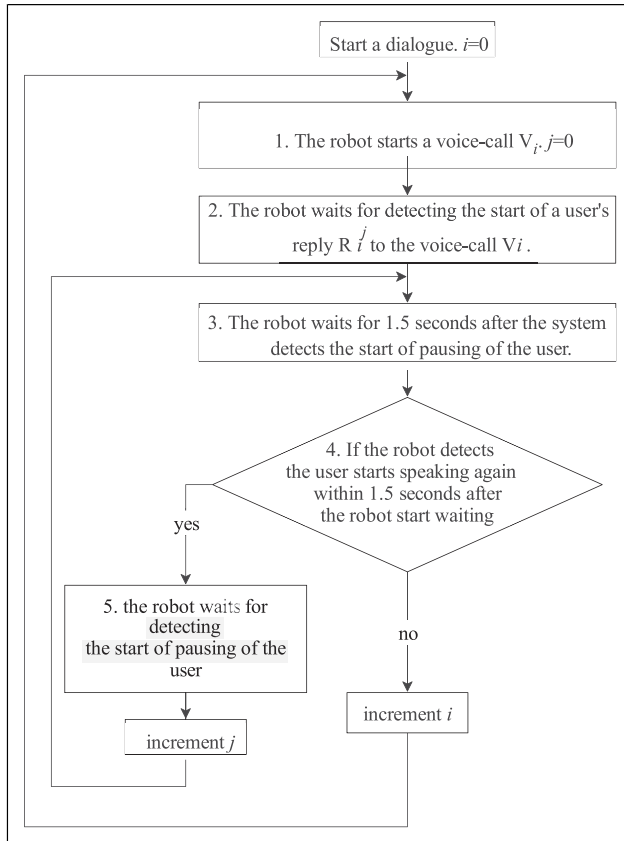 Start a dialogue. i=0
1. The robot starts a voice-call Vi. j=0
2. The robot waits for detecting the start of a user's
reply R i^j to the voice-call Vi .
3. The robot waits for 1.5 seconds after the system
detects the start of pausing of the user.
4. If the robot detects
the user starts speaking again
within 1.5 seconds after
the robot start waiting
yes
5. the robot waits for
detecting
the start of pausing of the
user
no
increment i
increment j